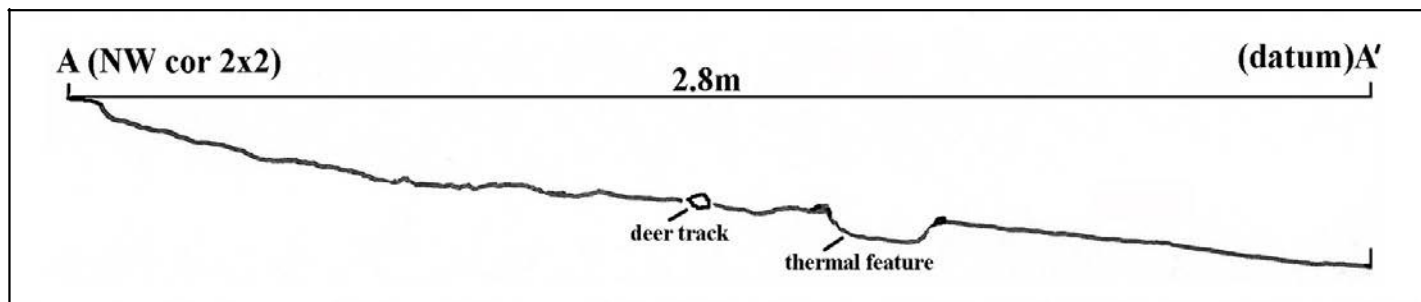 A (NW cor 2x2)
2.8m
(datum)A'
deer track
thermal feature